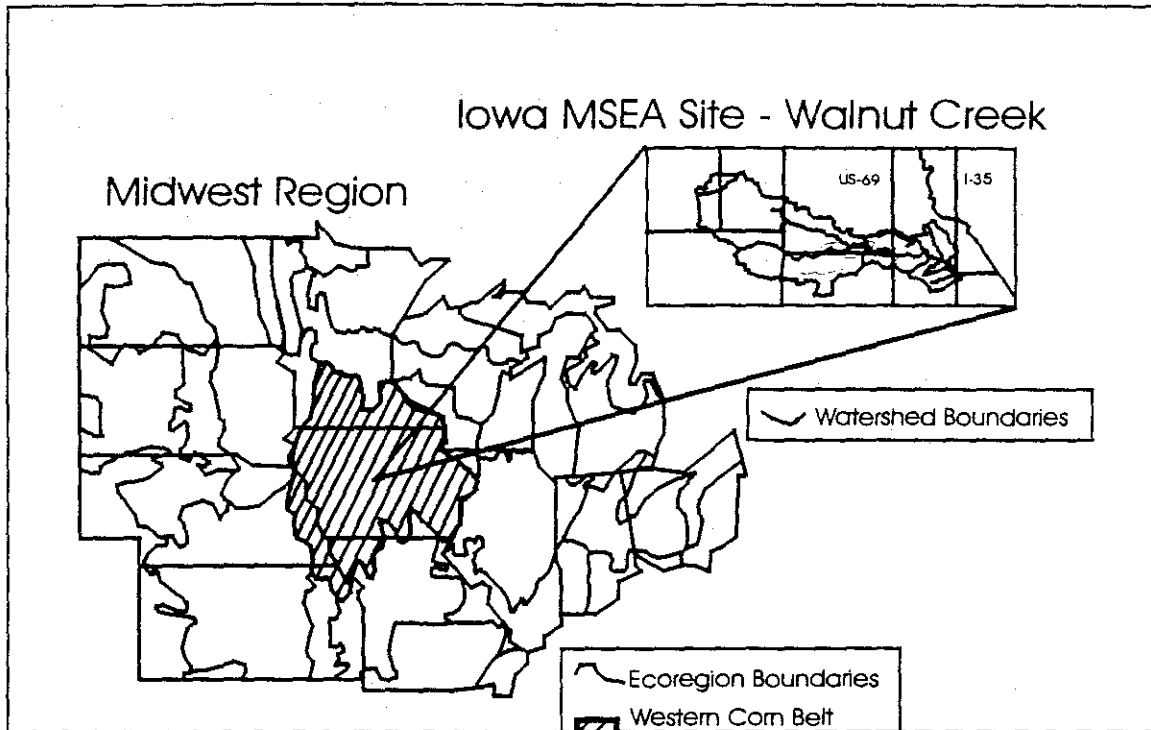 Iowa MSEA Site - Walnut Creek
Midwest Region
US-69
I-35
Watershed Boundaries
Ecoregion Boundaries
Western Corn Belt